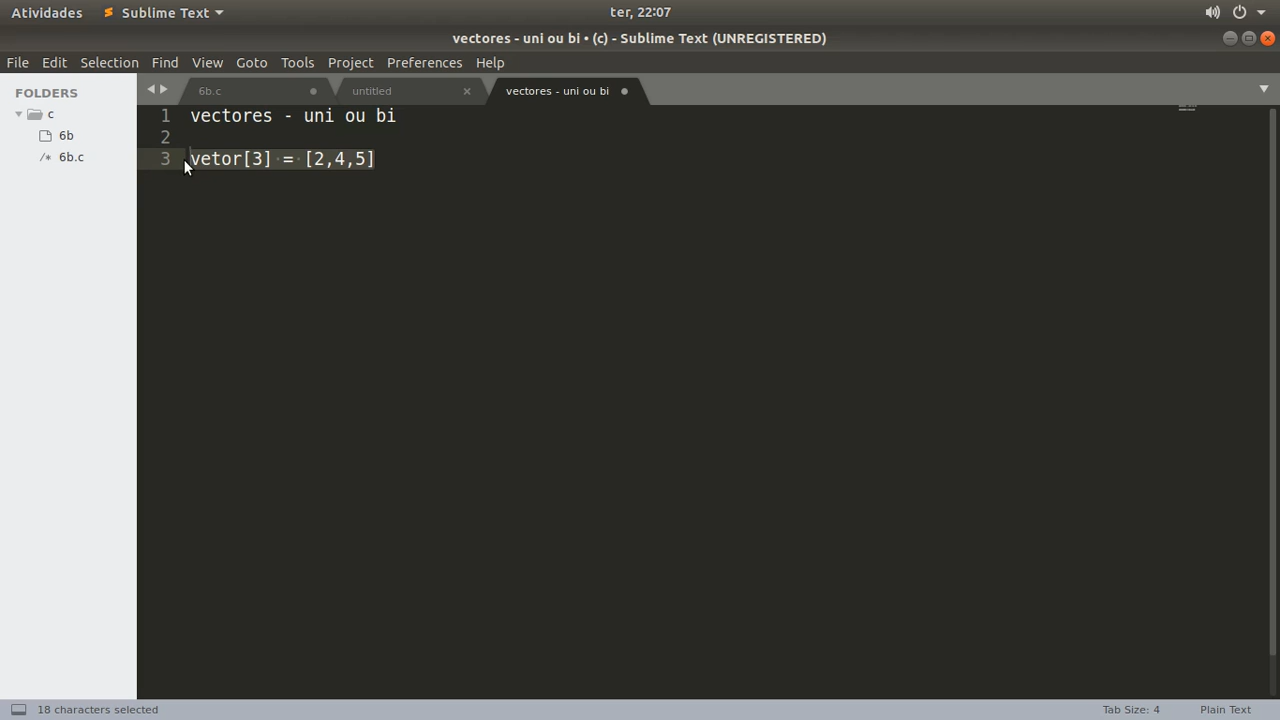 Atividades Sublime Text ter, 22:07
vectores - uni ou bi • (c) - Sublime Text (UNREGISTERED)
File Edit Selection Find View Goto Tools Project Preferences Help
FOLDERS
c
6b
/* 6b.c
6b.c untitled vectores - uni ou bi
1 vectores - uni ou bi
2
3 vetor[3] = [2,4,5]
18 characters selected Tab Size: 4 Plain Text